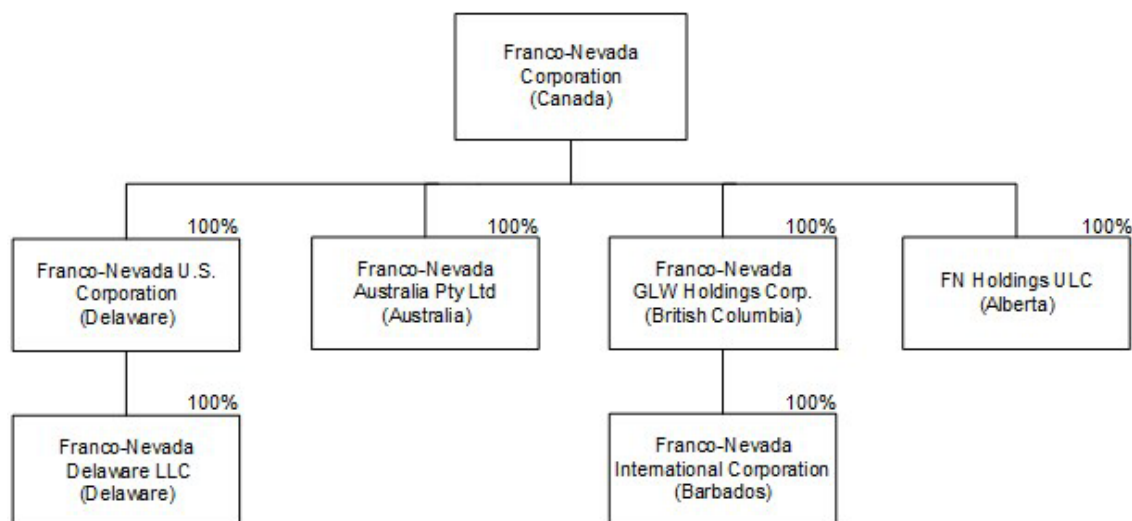 Franco-Nevada
Corporation
(Canada)
100%
100%
100%
100%
Franco-Nevada U.S.
Corporation
(Delaware)
Franco-Nevada
Australia Pty Ltd
(Australia)
Franco-Nevada
GLW Holdings Corp.
(British Columbia)
FN Holdings ULC
(Alberta)
100%
100%
Franco-Nevada
Delaware LLC
(Delaware)
Franco-Nevada
International Corporation
(Barbados)